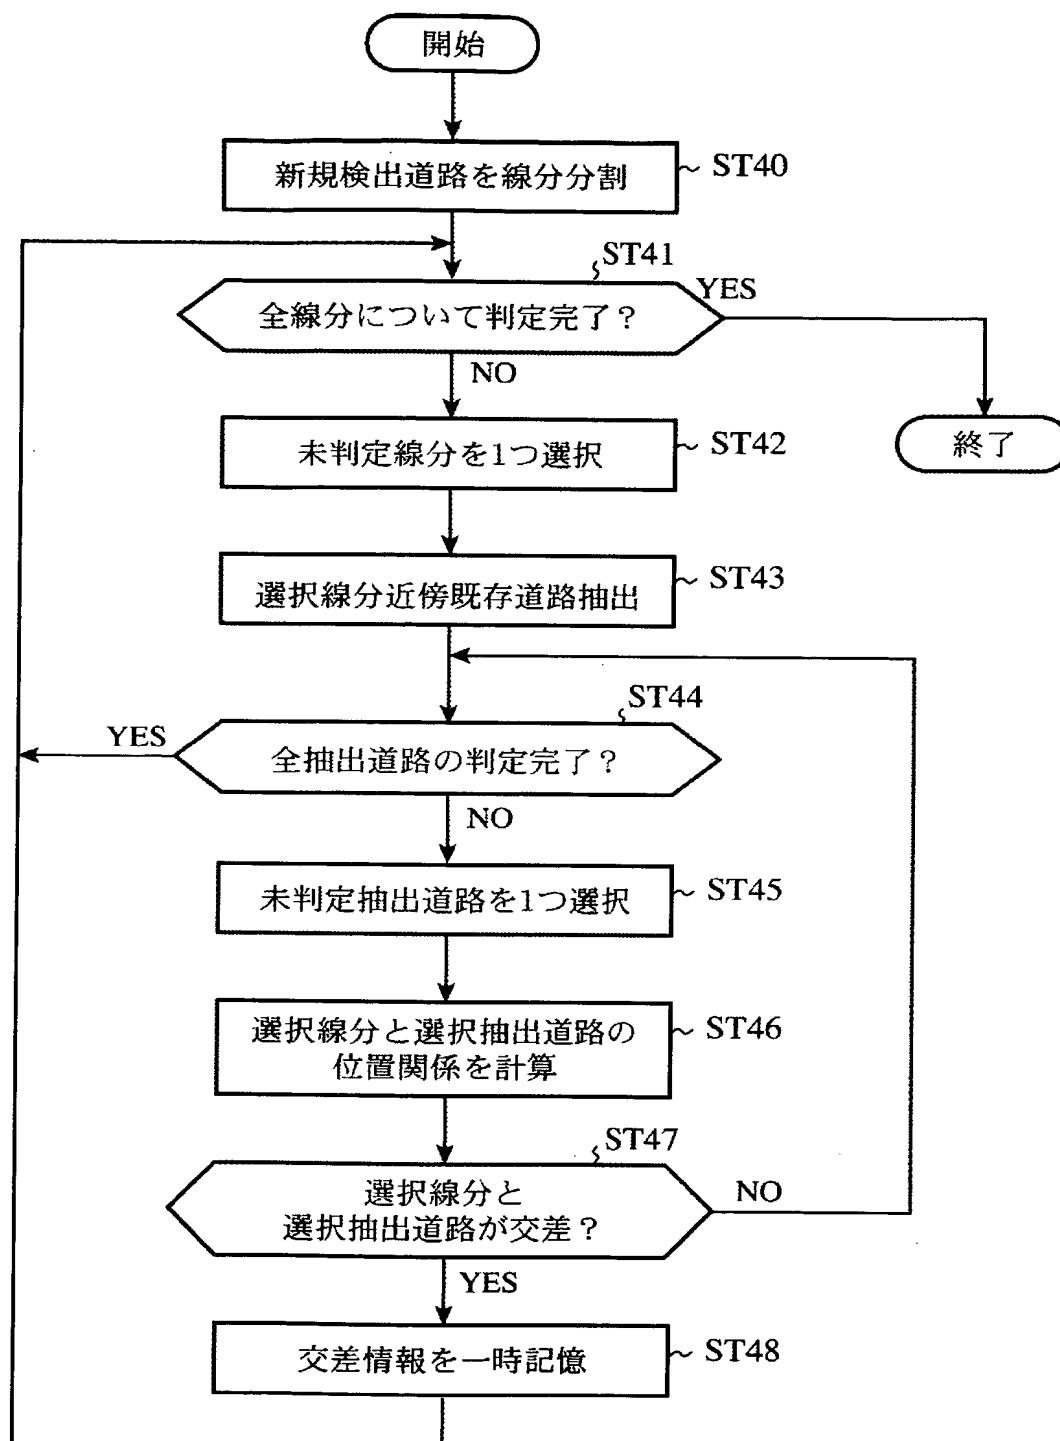 開始
新規検出道路を線分分割
ST40
ST41
全線分について判定完了？
YES
NO
終了
未判定線分を1つ選択
ST42
選択線分近傍既存道路抽出
ST43
ST44
YES
全抽出道路の判定完了？
NO
未判定抽出道路を1つ選択
ST45
選択線分と選択抽出道路の
位置関係を計算
ST46
ST47
選択線分と
選択抽出道路が交差？
NO
YES
交差情報を一時記憶
ST48